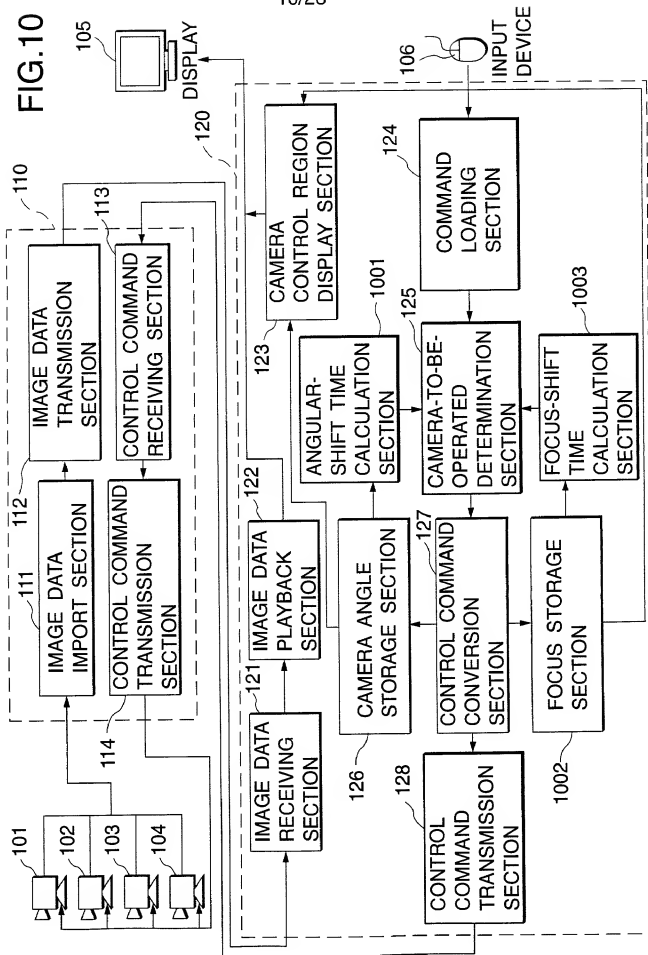 FIG.10
101
102
103
104
110
111
IMAGE DATA
IMPORT SECTION
112
IMAGE DATA
TRANSMISSION
SECTION
113
CONTROL COMMAND
RECEIVING SECTION
114
CONTROL COMMAND
TRANSMISSION
SECTION
105
DISPLAY
120
121
IMAGE DATA
RECEIVING
SECTION
122
IMAGE DATA
PLAYBACK
SECTION
123
CAMERA
CONTROL REGION
DISPLAY SECTION
106
INPUT
DEVICE
124
COMMAND
LOADING
SECTION
125
CAMERA-TO-BE-
OPERATED
DETERMINATION
SECTION
1001
ANGULAR-
SHIFT TIME
CALCULATION
SECTION
126
CAMERA ANGLE
STORAGE SECTION
127
CONTROL COMMAND
CONVERSION
SECTION
128
CONTROL
COMMAND
TRANSMISSION
SECTION
1002
FOCUS STORAGE
SECTION
1003
FOCUS-SHIFT
TIME
CALCULATION
SECTION